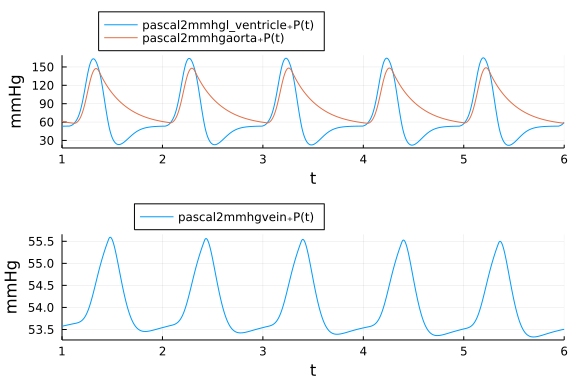 pascal2mmhgl_ventricle₊P(t)
pascal2mmhgaorta₊P(t)
mmHg
150
120
90
60
30
1 2 3 4 5 6
t
pascal2mmhgvein₊P(t)
mmHg
55.5
55.0
54.5
54.0
53.5
1 2 3 4 5 6
t